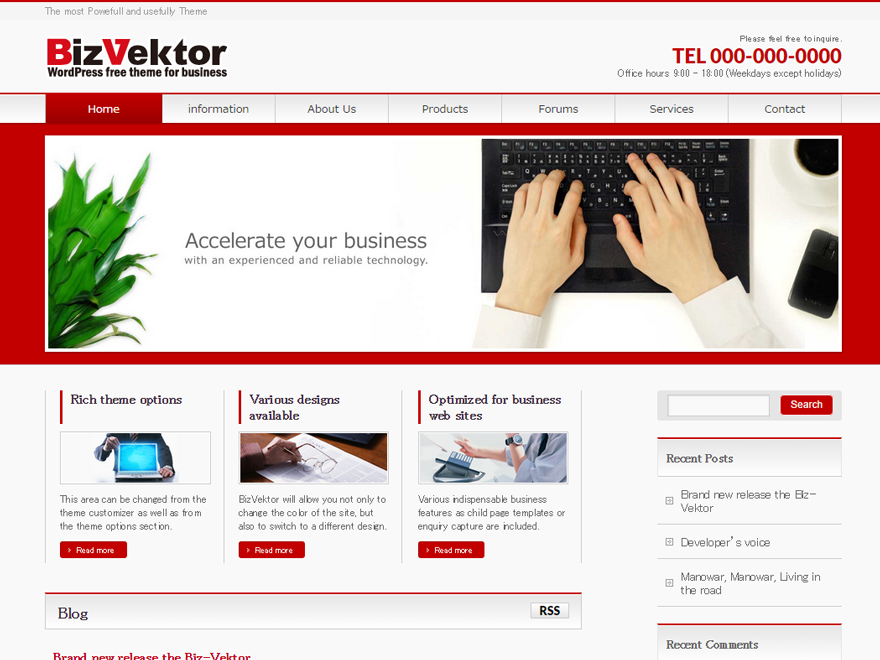 The most Powefull and usefully Theme
BizVektor
WordPress free theme for business
Please feel free to inquire.
TEL 000-000-0000
Office hours 9:00 - 18:00 (Weekdays except holidays)
Home information About Us Products Forums Services Contact
Accelerate your business
with an experienced and reliable technology.
Rich theme options
This area can be changed from the
theme customizer as well as from
the theme options section.
Read more
Various designs
available
BizVektor will allow you not only to
change the color of the site, but
also to switch to a different design.
Read more
Optimized for business
web sites
Various indispensable business
features as child page templates or
enquiry capture are included.
Read more
Search
Recent Posts
Brand new release the Biz-
Vektor
Developer's voice
Manowar, Manowar, Living in
the road
Recent Comments
Blog
RSS
Brand new release the Biz-Vektor